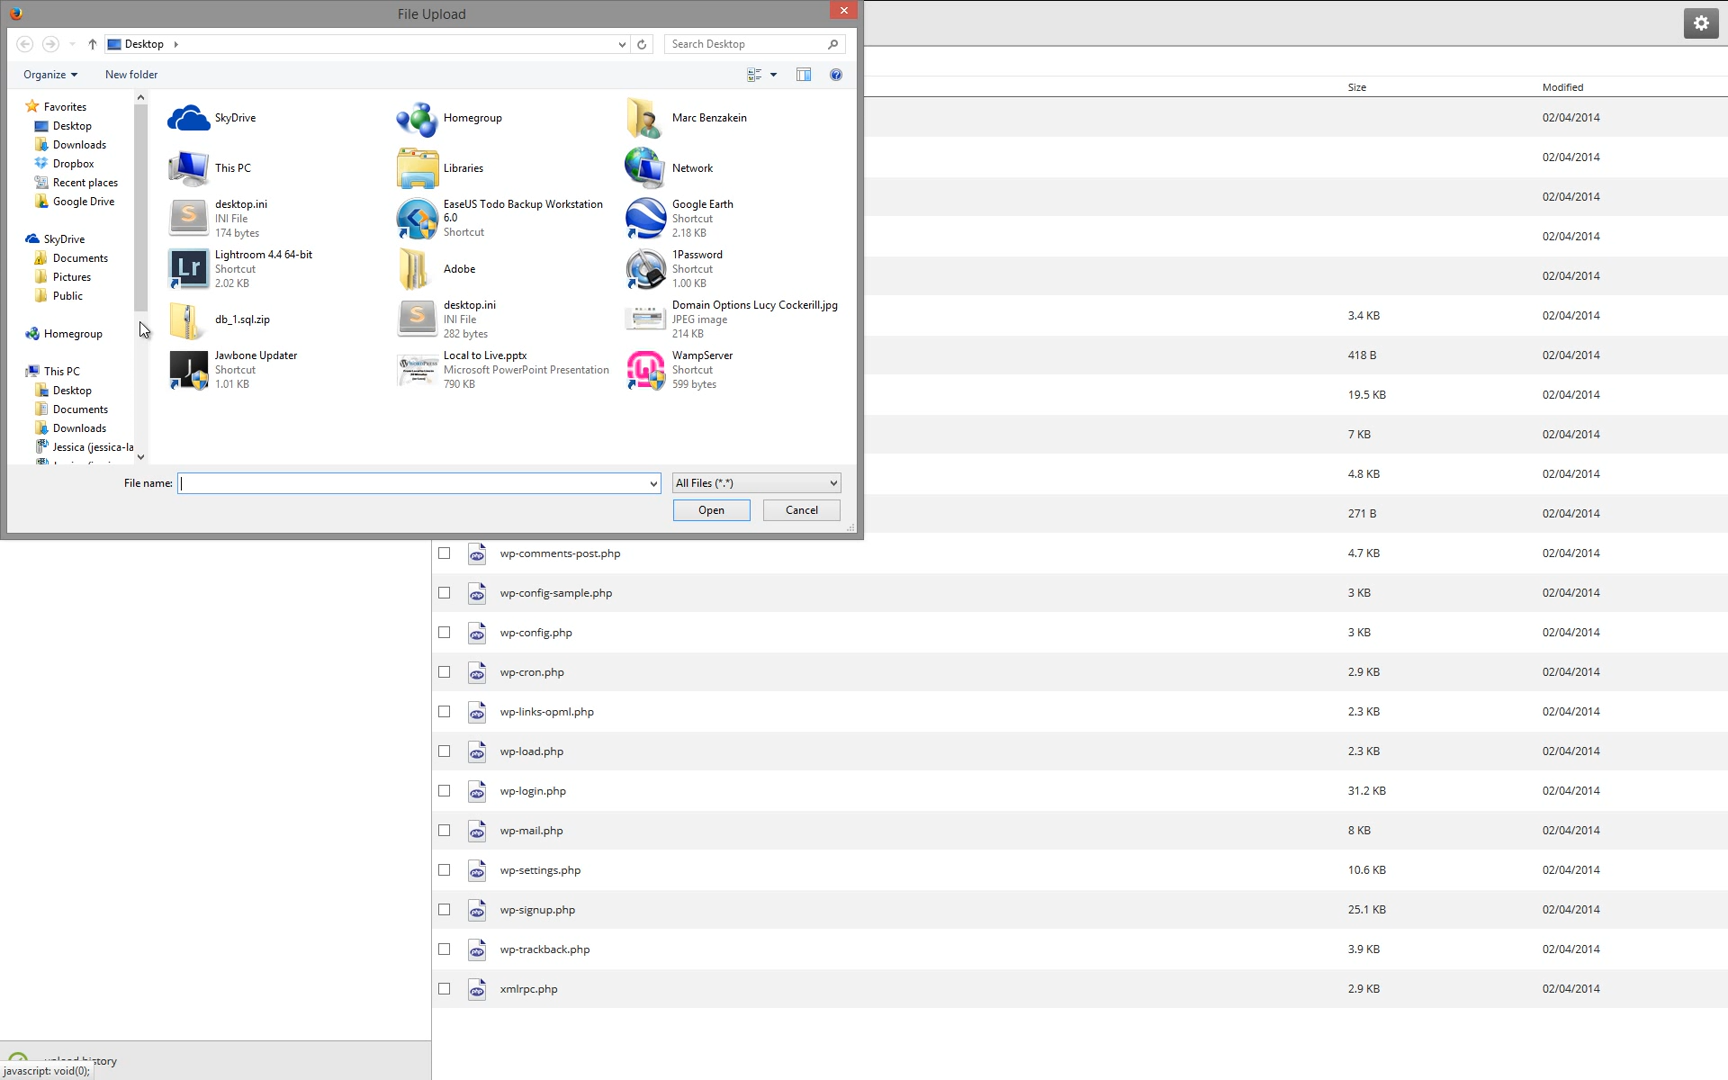 File Upload
Desktop
Search Desktop
Organize
New folder
Favorites
Desktop
Downloads
Dropbox
Recent places
Google Drive
SkyDrive
Documents
Pictures
Public
Homegroup
This PC
Desktop
Documents
Downloads
Jessica (jessica-la
SkyDrive
Homegroup
Marc Benzakein
This PC
Libraries
Network
desktop.ini
INI File
174 bytes
EaseUS Todo Backup Workstation
6.0
Shortcut
Google Earth
Shortcut
2.18 KB
Lightroom 4.4 64-bit
Shortcut
2.02 KB
Adobe
1Password
Shortcut
1.00 KB
db_1.sql.zip
desktop.ini
INI File
282 bytes
Domain Options Lucy Cockerill.jpg
JPEG image
214 KB
Jawbone Updater
Shortcut
1.01 KB
Local to Live.pptx
Microsoft PowerPoint Presentation
790 KB
WampServer
Shortcut
599 bytes
File name:
All Files (*.*)
Open
Cancel
Size Modified
02/04/2014
02/04/2014
02/04/2014
02/04/2014
02/04/2014
3.4 KB 02/04/2014
418 B 02/04/2014
19.5 KB 02/04/2014
7 KB 02/04/2014
4.8 KB 02/04/2014
271 B 02/04/2014
wp-comments-post.php 4.7 KB 02/04/2014
wp-config-sample.php 3 KB 02/04/2014
wp-config.php 3 KB 02/04/2014
wp-cron.php 2.9 KB 02/04/2014
wp-links-opml.php 2.3 KB 02/04/2014
wp-load.php 2.3 KB 02/04/2014
wp-login.php 31.2 KB 02/04/2014
wp-mail.php 8 KB 02/04/2014
wp-settings.php 10.6 KB 02/04/2014
wp-signup.php 25.1 KB 02/04/2014
wp-trackback.php 3.9 KB 02/04/2014
xmlrpc.php 2.9 KB 02/04/2014
upload history
javascript: void(0);